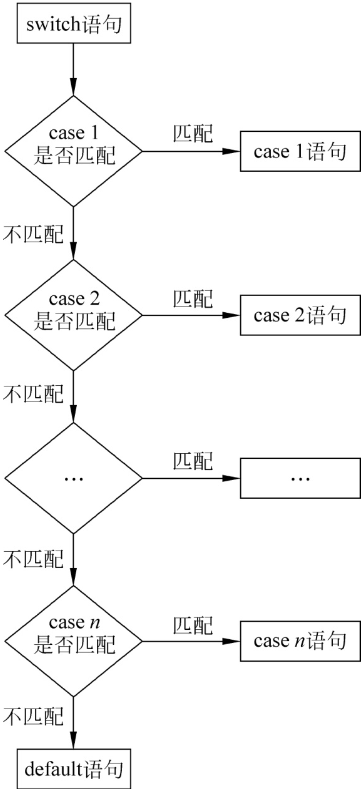 switch语句
case 1
是否匹配
匹配
case 1语句
不匹配
case 2
是否匹配
匹配
case 2语句
不匹配
…
匹配
…
不匹配
case n
是否匹配
匹配
case n语句
不匹配
default语句